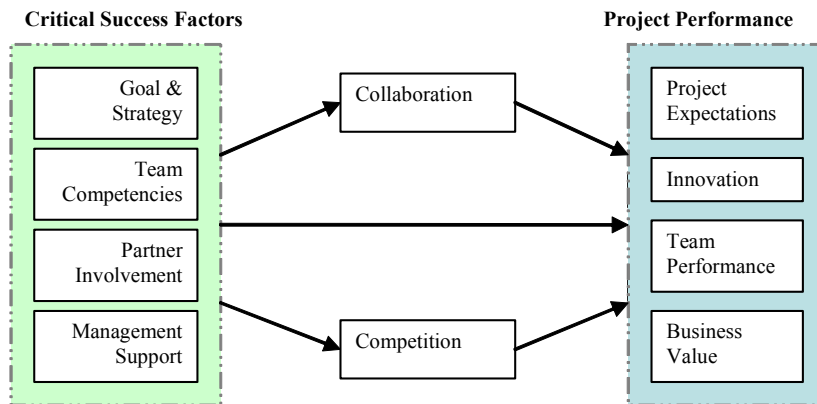 Critical Success Factors
Goal &
Strategy
Team
Competencies
Partner
Involvement
Management
Support
Collaboration
Competition
Project Performance
Project
Expectations
Innovation
Team
Performance
Business
Value